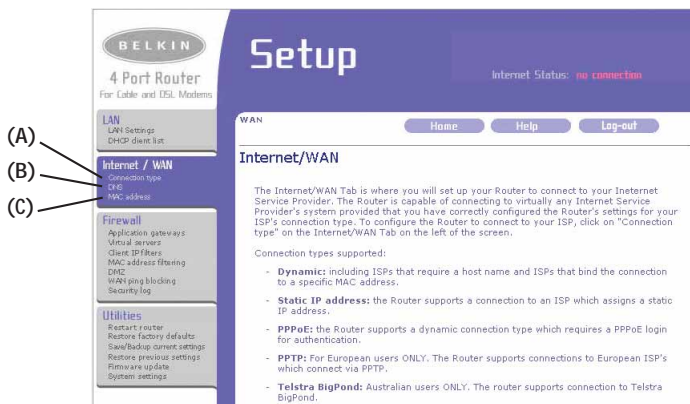 BELKIN
4 Port Router
For Cable and DSL Modems
Setup
Internet Status: no connection
(A)
(B)
(C)
LAN
LAN Settings
DHCP client list
Internet / WAN
Connection type
DNS
MAC address
Firewall
Application gateways
Virtual servers
Client IP filters
MAC address filtering
DMZ
WAN ping blocking
Security log
Utilities
Restart router
Restore factory defaults
Save/Backup current settings
Restore previous settings
Firmware update
System settings
WAN
Home
Help
Log-out
Internet/WAN
The Internet/WAN Tab is where you will set up your Router to connect to your Ineternet
Service Provider. The Router is capable of connecting to virtually any Internet Service
Provider's system provided that you have correctly configured the Router's settings for your
ISP's connection type. To configure the Router to connect to your ISP, click on "Connection
type" on the Internet/WAN Tab on the left of the screen.
Connection types supported:
- Dynamic: including ISPs that require a host name and ISPs that bind the connection
to a specific MAC address.
- Static IP address: the Router supports a connection to an ISP which assigns a static
IP address.
- PPPoE: the Router supports a dynamic connection type which requires a PPPoE login
for authentication.
- PPTP: For European users ONLY. The Router supports connections to European ISP's
which connect via PPTP.
- Telstra BigPond: Australian users ONLY. The router supports connection to Telstra
BigPond.